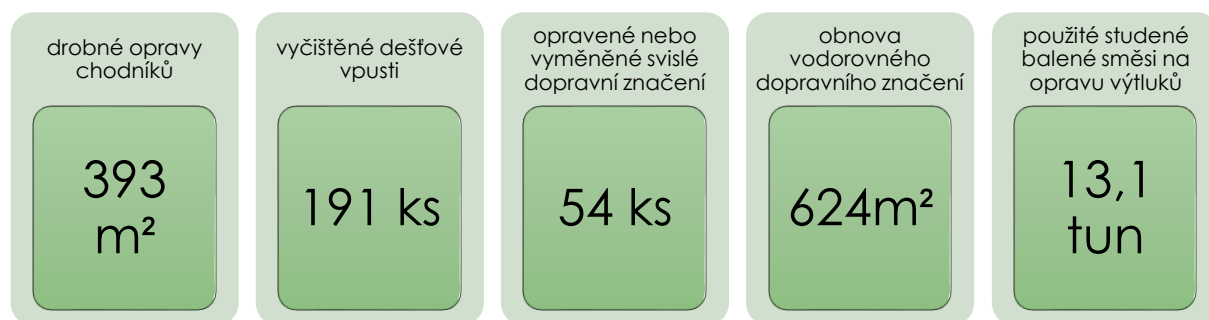 drobné opravy
chodníků
393
m²
vyčištěné dešťové
vpusti
191 ks
opravené nebo
vyměněné svislé
dopravní značení
54 ks
obnova
vodorovného
dopravního značení
624m²
použité studené
balené směsi na
opravu výtluků
13,1
tun